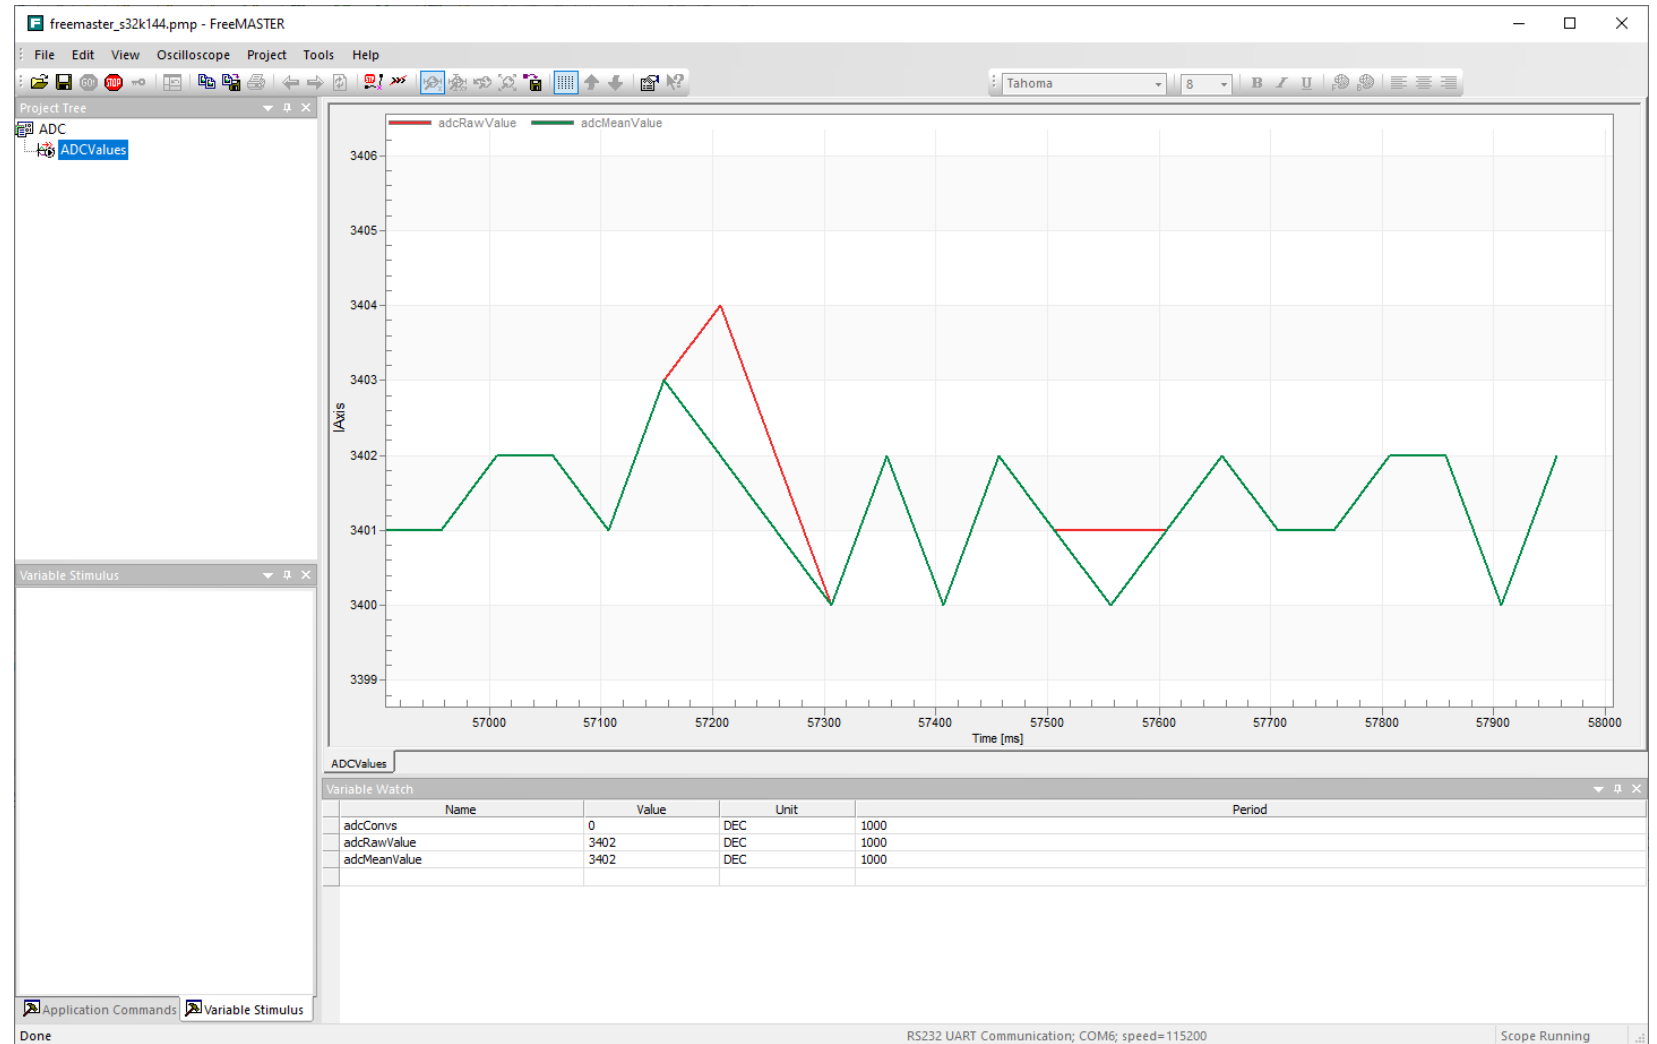 freemaster_s32k144.pmp - FreeMASTER
File Edit View Oscilloscope Project Tools Help
GO! STOP Tahoma 8 B I U
Project Tree
ADC
ADCValues
Variable Stimulus
Application Commands Variable Stimulus
adcRawValue adcMeanValue
3406
3405
3404
3403
3402
3401
3400
3399
IAxis
57000 57100 57200 57300 57400 57500 57600 57700 57800 57900 58000
Time [ms]
ADCValues
Variable Watch
Name Value Unit Period
adcConvs 0 DEC 1000
adcRawValue 3402 DEC 1000
adcMeanValue 3402 DEC 1000
Done RS232 UART Communication; COM6; speed=115200 Scope Running